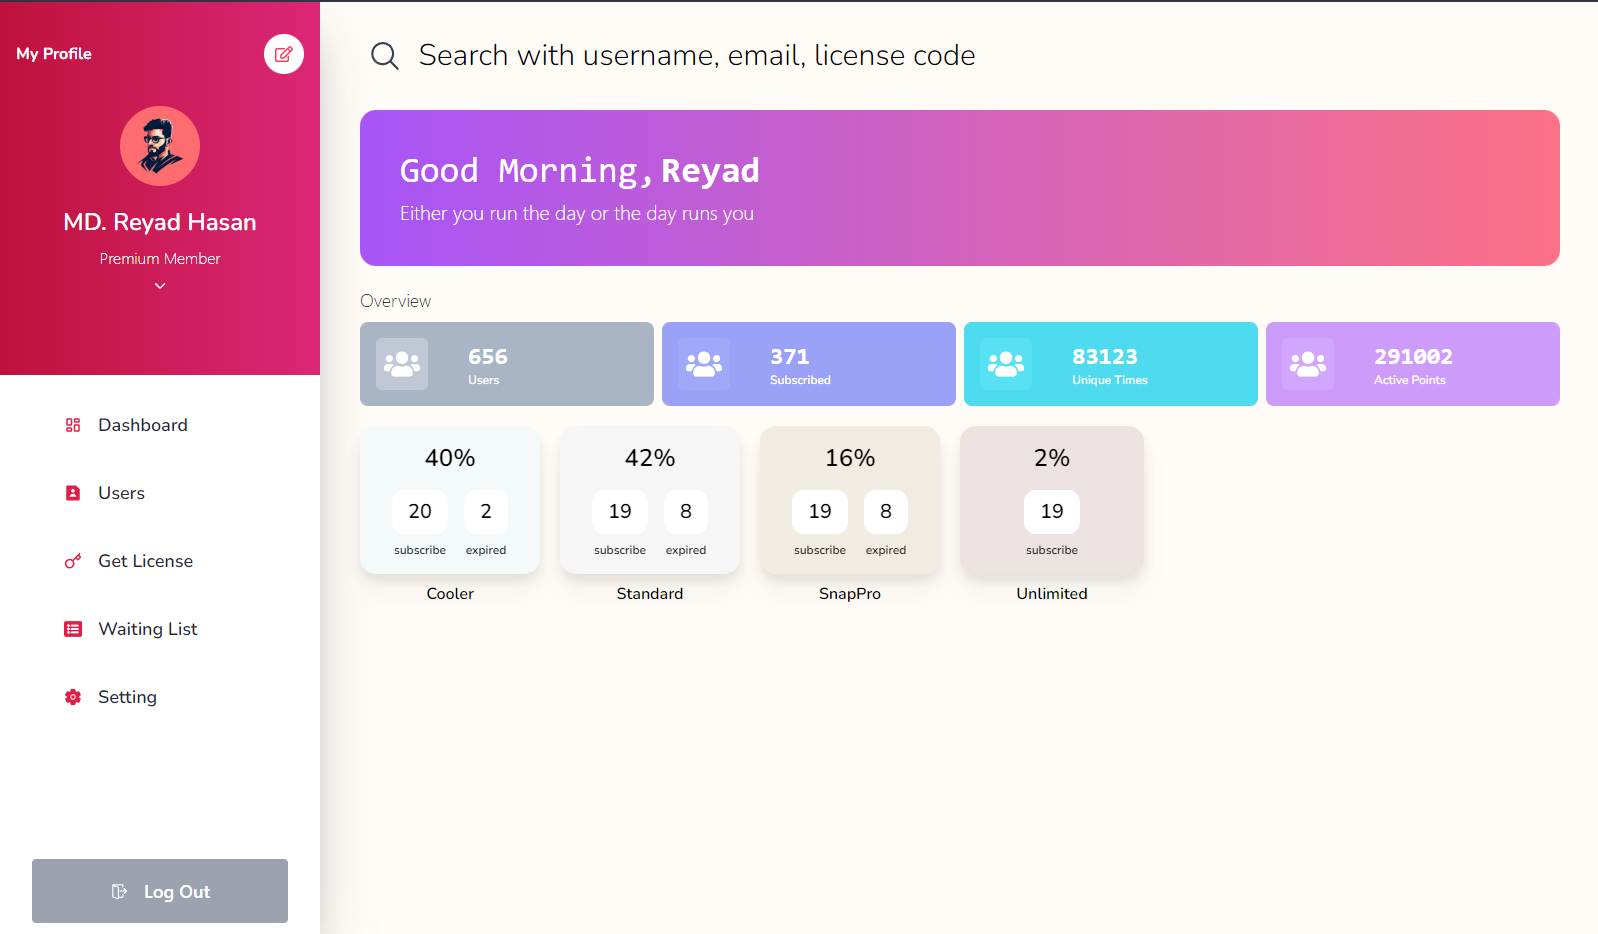 My Profile
MD. Reyad Hasan
Premium Member
Dashboard
Users
Get License
Waiting List
Setting
Log Out
Search with username, email, license code
Good Morning, Reyad
Either you run the day or the day runs you
Overview
656
Users
371
Subscribed
83123
Unique Times
291002
Active Points
40%
20 2
subscribe expired
Cooler
42%
19 8
subscribe expired
Standard
16%
19 8
subscribe expired
SnapPro
2%
19
subscribe
Unlimited